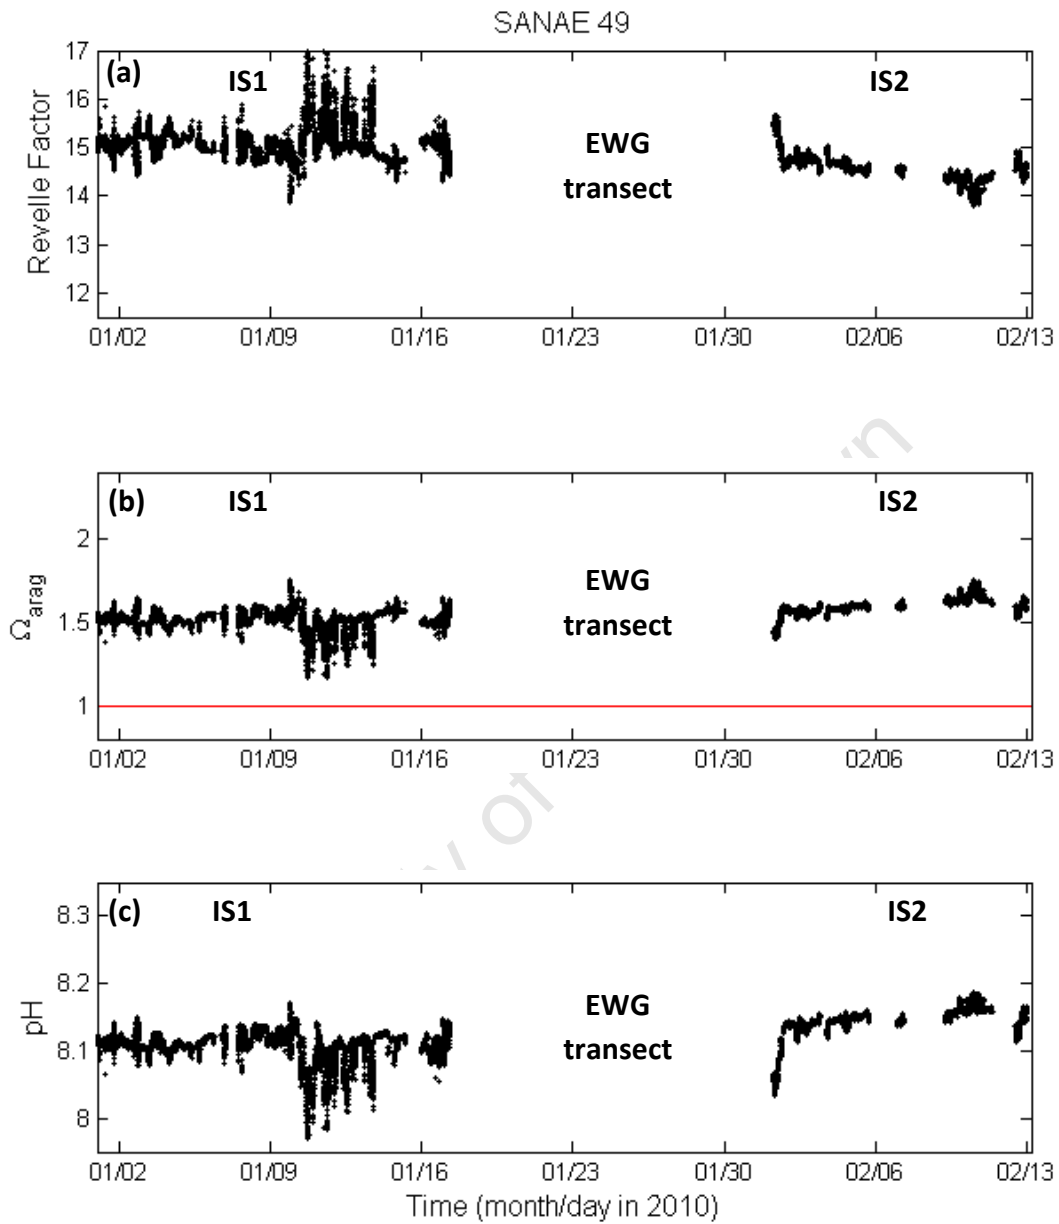 SANAE 49
(a)
IS1
IS2
EWG
transect
Revelle Factor
17
16
15
14
13
12
01/02 01/09 01/16 01/23 01/30 02/06 02/13
(b)
IS1
IS2
EWG
transect
Ωarag
2
1.5
1
01/02 01/09 01/16 01/23 01/30 02/06 02/13
(c)
IS1
IS2
EWG
transect
pH
8.3
8.2
8.1
8
01/02 01/09 01/16 01/23 01/30 02/06 02/13
Time (month/day in 2010)